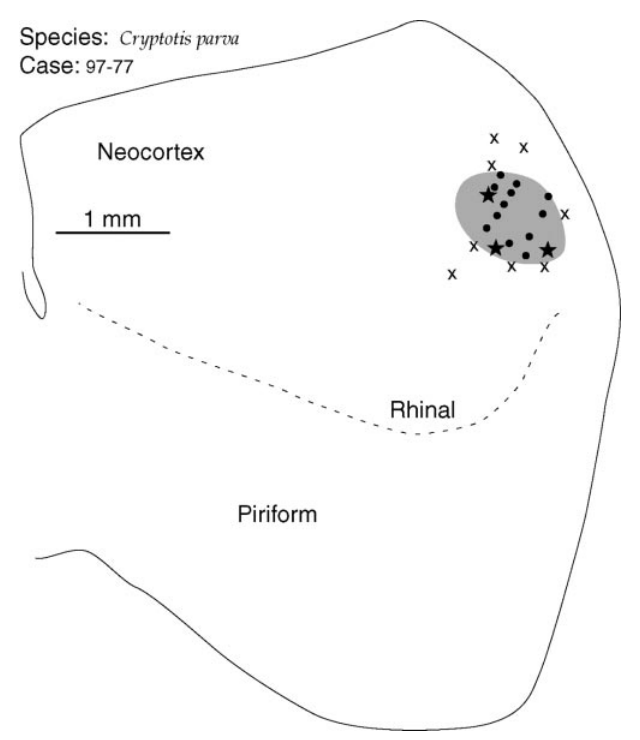 Species: Cryptotis parva
Case: 97-77
Neocortex
1 mm
Rhinal
Piriform